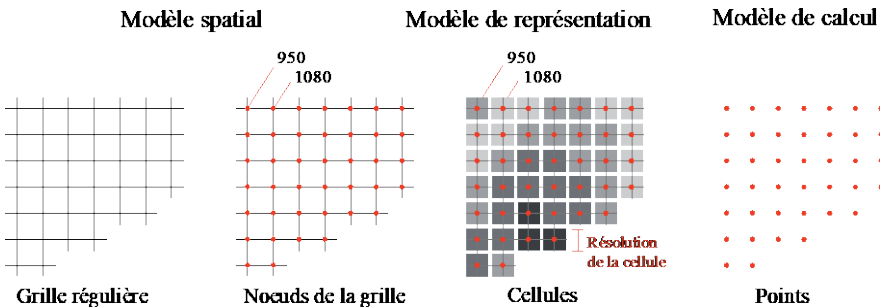 Modèle spatial
Modèle de représentation
Modèle de calcul
950
1080
950
1080
Résolution
de la cellule
Grille régulière
Noeuds de la grille
Cellules
Points